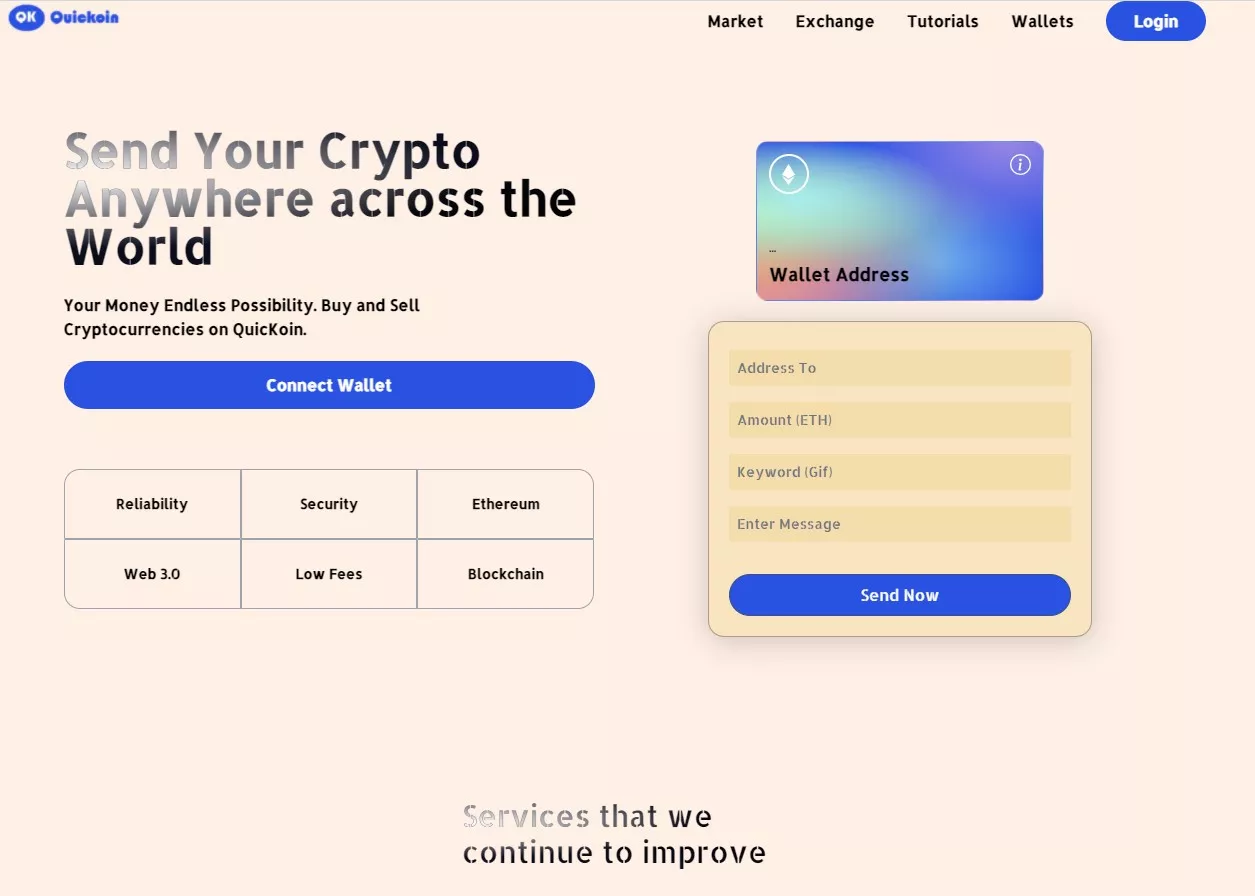 QK Quickoin
Market Exchange Tutorials Wallets Login
Send Your Crypto
Anywhere across the
World
Your Money Endless Possibility. Buy and Sell
Cryptocurrencies on QuicKoin.
Connect Wallet
Reliability Security Ethereum
Web 3.0 Low Fees Blockchain
...
Wallet Address
Address To
Amount (ETH)
Keyword (Gif)
Enter Message
Send Now
Services that we
continue to improve